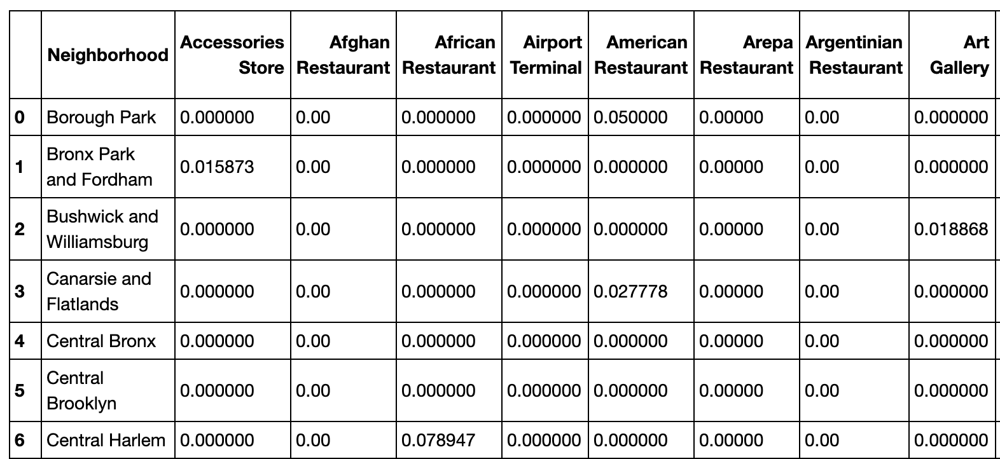 Neighborhood Accessories Store Afghan Restaurant African Restaurant Airport Terminal American Restaurant Arepa Restaurant Argentinian Restaurant Art Gallery
0 Borough Park 0.000000 0.00 0.000000 0.000000 0.050000 0.00000 0.00 0.000000
1 Bronx Park and Fordham 0.015873 0.00 0.000000 0.000000 0.000000 0.00000 0.00 0.000000
2 Bushwick and Williamsburg 0.000000 0.00 0.000000 0.000000 0.000000 0.00000 0.00 0.018868
3 Canarsie and Flatlands 0.000000 0.00 0.000000 0.000000 0.027778 0.00000 0.00 0.000000
4 Central Bronx 0.000000 0.00 0.000000 0.000000 0.000000 0.00000 0.00 0.000000
5 Central Brooklyn 0.000000 0.00 0.000000 0.000000 0.000000 0.00000 0.00 0.000000
6 Central Harlem 0.000000 0.00 0.078947 0.000000 0.000000 0.00000 0.00 0.000000